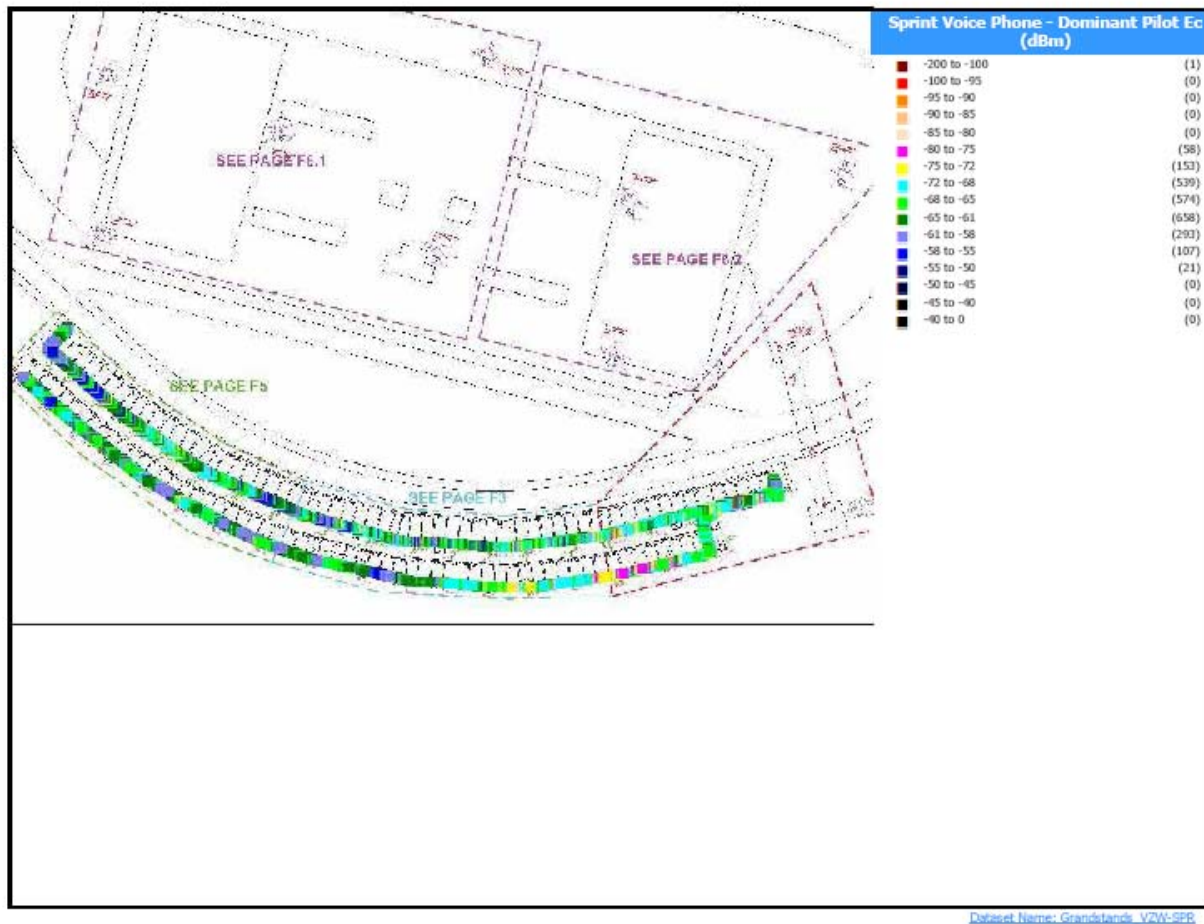 Sprint Voice Phone - Dominant Pilot Ec
(dBm)
-200 to -100 (1)
-100 to -95 (0)
-95 to -90 (0)
-90 to -85 (0)
-85 to -80 (0)
-80 to -75 (58)
-75 to -72 (153)
-72 to -68 (539)
-68 to -65 (574)
-65 to -61 (658)
-61 to -58 (293)
-58 to -55 (107)
-55 to -50 (21)
-50 to -45 (0)
-45 to -40 (0)
-40 to 0 (0)
SEE PAGE F6.1
SEE PAGE F6.2
SEE PAGE F5
SEE PAGE F3
Dataset Name: Grandstands_VZW-SFR